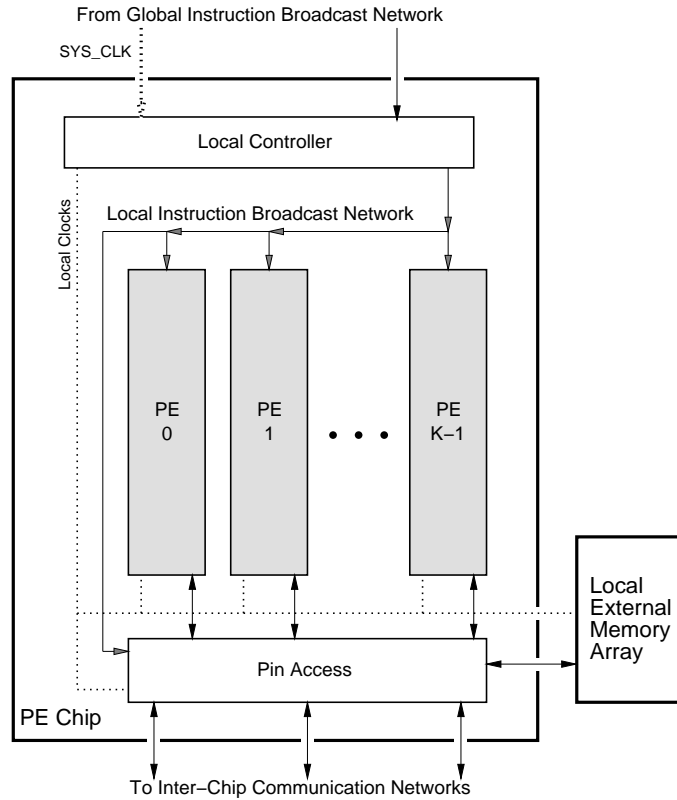 From Global Instruction Broadcast Network
SYS_CLK
Local Controller
Local Clocks
Local Instruction Broadcast Network
PE
0
PE
1
PE
K−1
Local
External
Memory
Array
Pin Access
PE Chip
To Inter−Chip Communication Networks